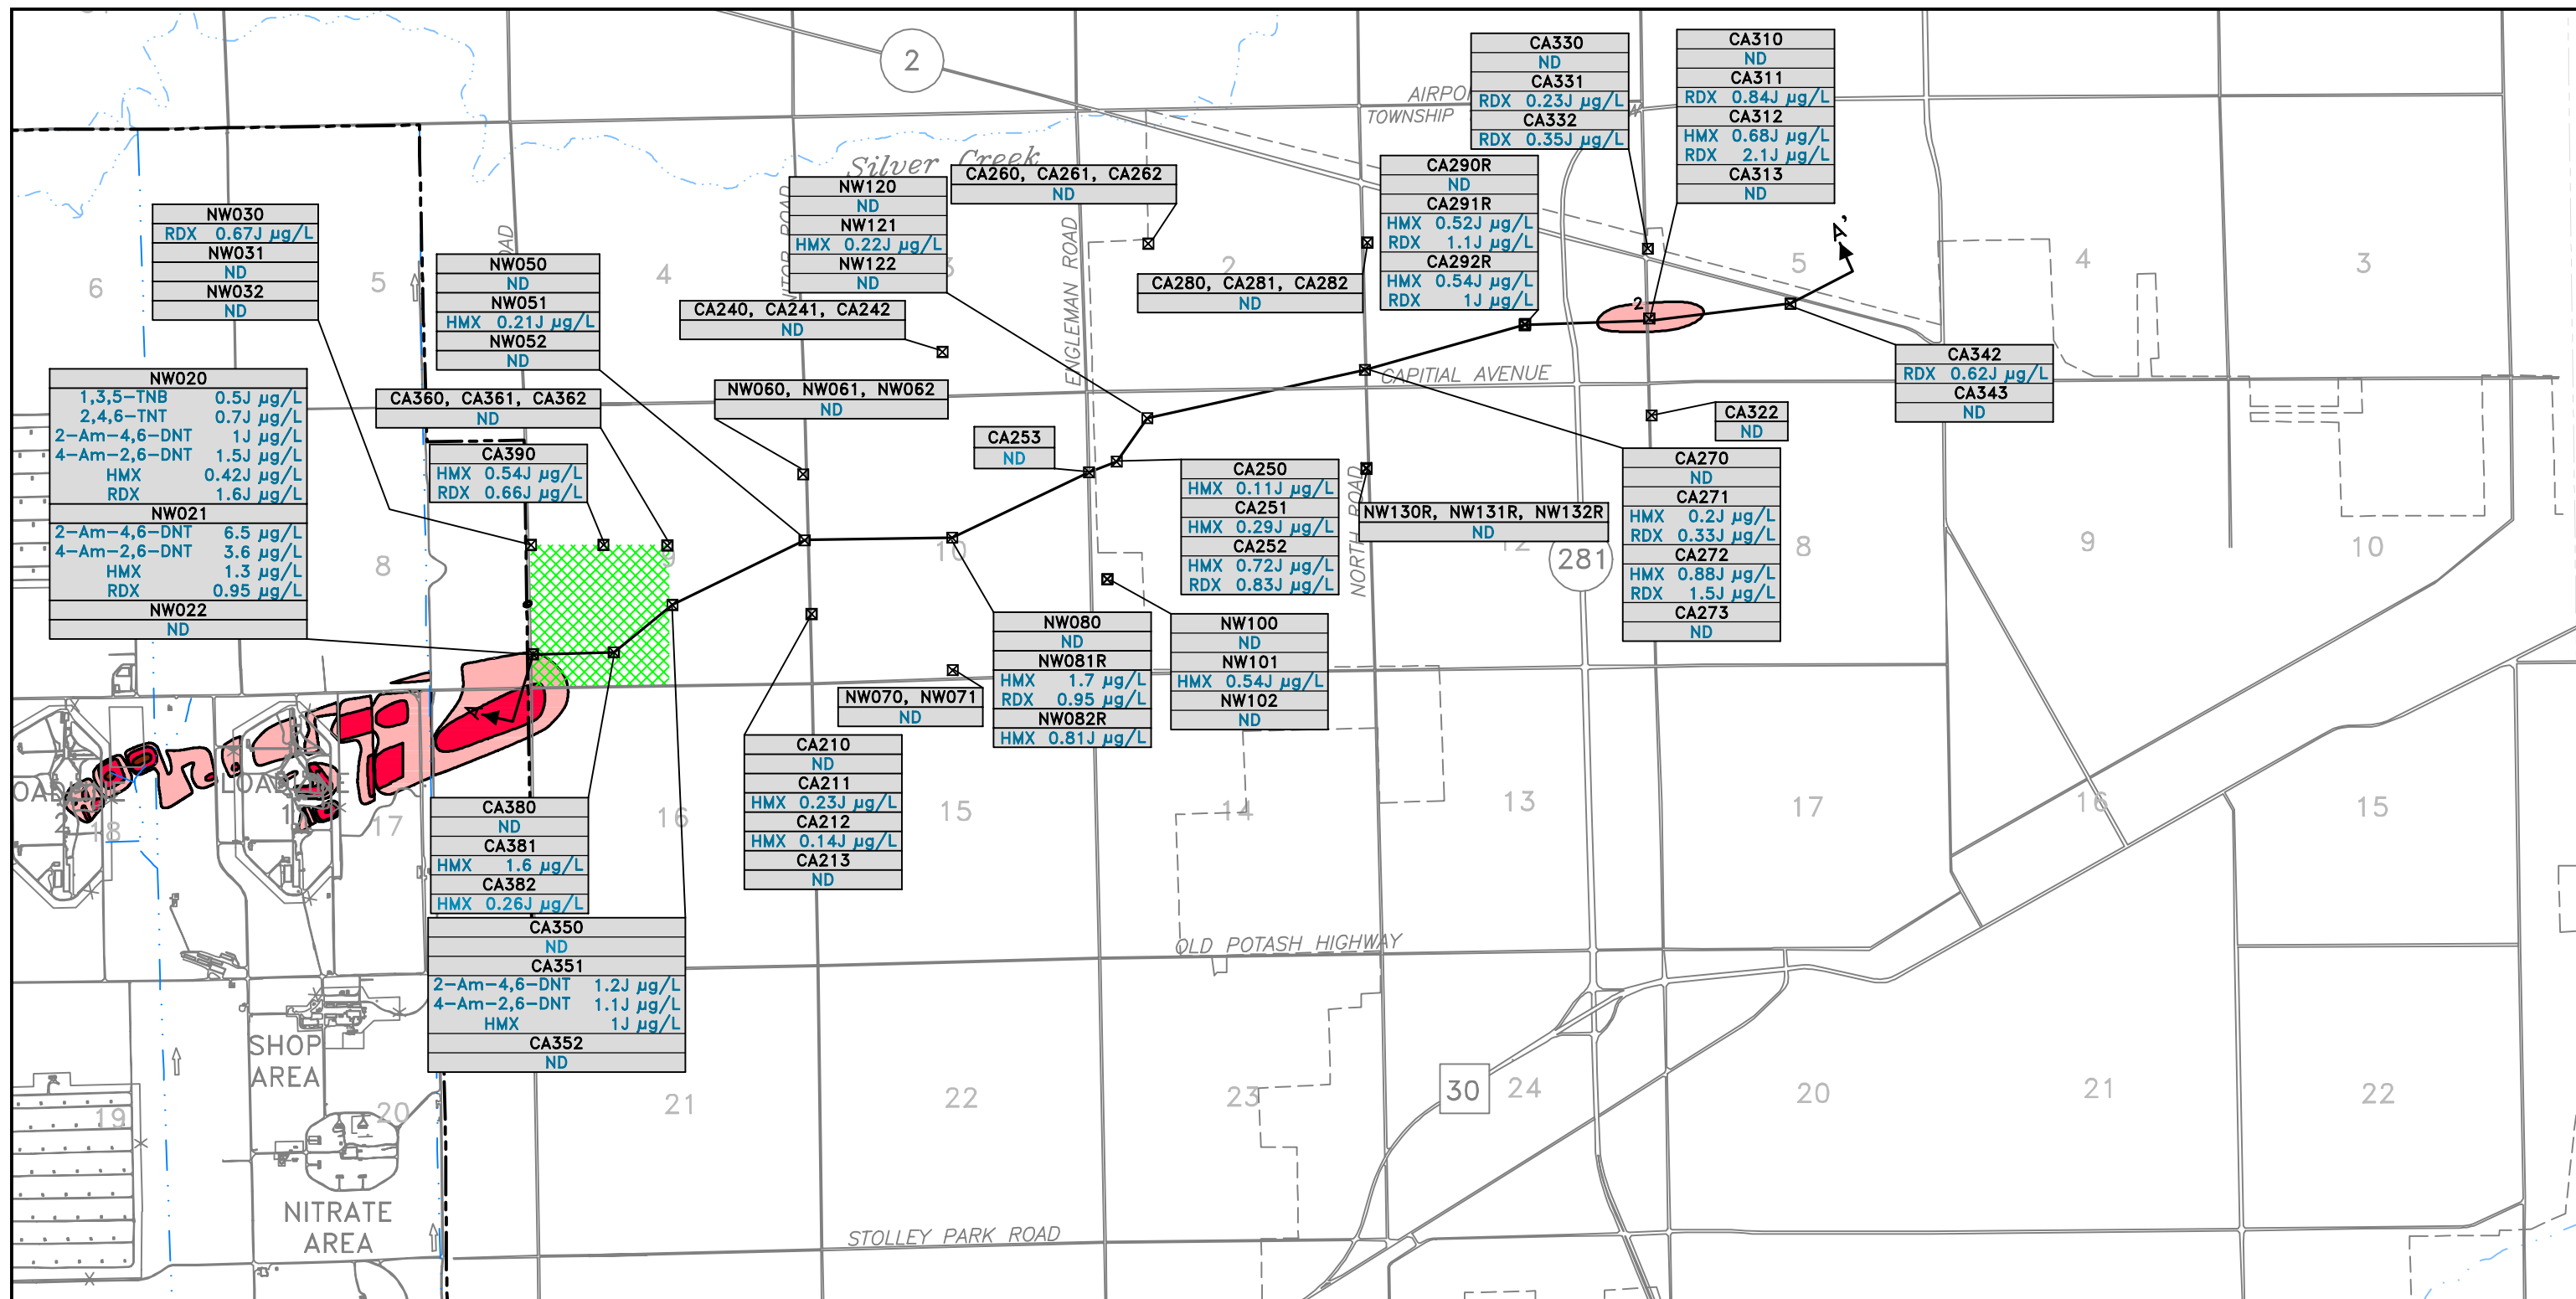 2
AIRPO
TOWNSHIP
Silver Creek
CA330
ND
CA331
RDX 0.23J µg/L
CA332
RDX 0.35J µg/L
CA310
ND
CA311
RDX 0.84J µg/L
CA312
HMX 0.68J µg/L
RDX 2.1J µg/L
CA313
ND
CA290R
ND
CA291R
HMX 0.52J µg/L
RDX 1.1J µg/L
CA292R
HMX 0.54J µg/L
RDX 1J µg/L
CA260, CA261, CA262
ND
NW120
ND
NW121
HMX 0.22J µg/L
NW122
ND
NW030
RDX 0.67J µg/L
NW031
ND
NW032
ND
NW050
ND
NW051
HMX 0.21J µg/L
NW052
ND
CA240, CA241, CA242
ND
CA280, CA281, CA282
ND
A'
6
5
4
3
2
5
4
3
OAD
NITOR ROAD
ENGLEMAN ROAD
2
CAPITIAL AVENUE
CA342
RDX 0.62J µg/L
CA343
ND
NW020
1,3,5-TNB 0.5J µg/L
2,4,6-TNT 0.7J µg/L
2-Am-4,6-DNT 1J µg/L
4-Am-2,6-DNT 1.5J µg/L
HMX 0.42J µg/L
RDX 1.6J µg/L
NW021
2-Am-4,6-DNT 6.5 µg/L
4-Am-2,6-DNT 3.6 µg/L
HMX 1.3 µg/L
RDX 0.95 µg/L
NW022
ND
CA360, CA361, CA362
ND
CA390
HMX 0.54J µg/L
RDX 0.66J µg/L
NW060, NW061, NW062
ND
CA253
ND
CA250
HMX 0.11J µg/L
CA251
HMX 0.29J µg/L
CA252
HMX 0.72J µg/L
RDX 0.83J µg/L
NORTH ROAD
NW130R, NW131R, NW132R
ND
CA322
ND
CA270
ND
CA271
HMX 0.2J µg/L
RDX 0.33J µg/L
CA272
HMX 0.88J µg/L
RDX 1.5J µg/L
CA273
ND
8
9
10
12
281
8
9
10
NW080
ND
NW081R
HMX 1.7 µg/L
RDX 0.95 µg/L
NW082R
HMX 0.81J µg/L
NW100
ND
NW101
HMX 0.54J µg/L
NW102
ND
NW070, NW071
ND
A
CA210
ND
CA211
HMX 0.23J µg/L
CA212
HMX 0.14J µg/L
CA213
ND
CA380
ND
CA381
HMX 1.6 µg/L
CA382
HMX 0.26J µg/L
CA350
ND
CA351
2-Am-4,6-DNT 1.2J µg/L
4-Am-2,6-DNT 1.1J µg/L
HMX 1J µg/L
CA352
ND
2
18
1
17
16
15
14
13
17
16
15
OLD POTASH HIGHWAY
SHOP
AREA
19
20
21
22
23
30
24
20
21
22
NITRATE
AREA
STOLLEY PARK ROAD